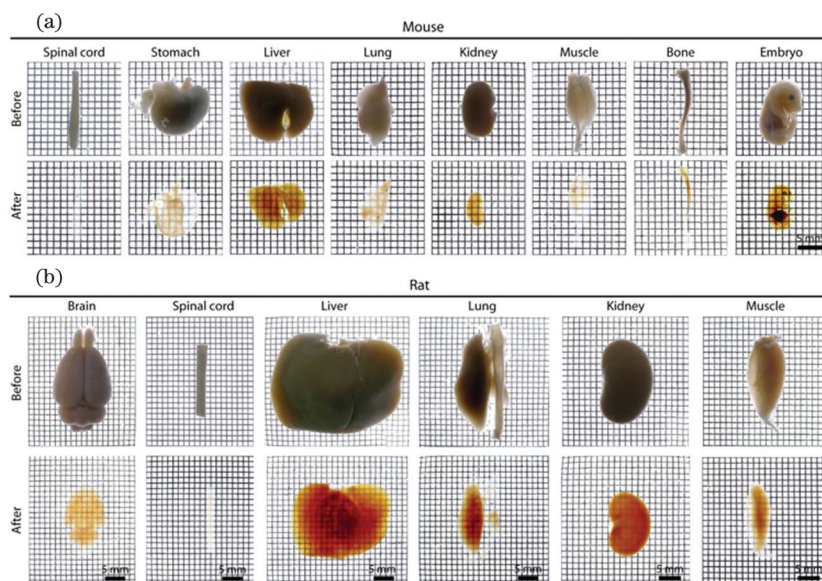 (a)
Mouse
Spinal cord Stomach Liver Lung Kidney Muscle Bone Embryo
Before
After
5 mm
(b)
Rat
Brain Spinal cord Liver Lung Kidney Muscle
Before
After
5 mm 5 mm 5 mm 5 mm 5 mm 5 mm